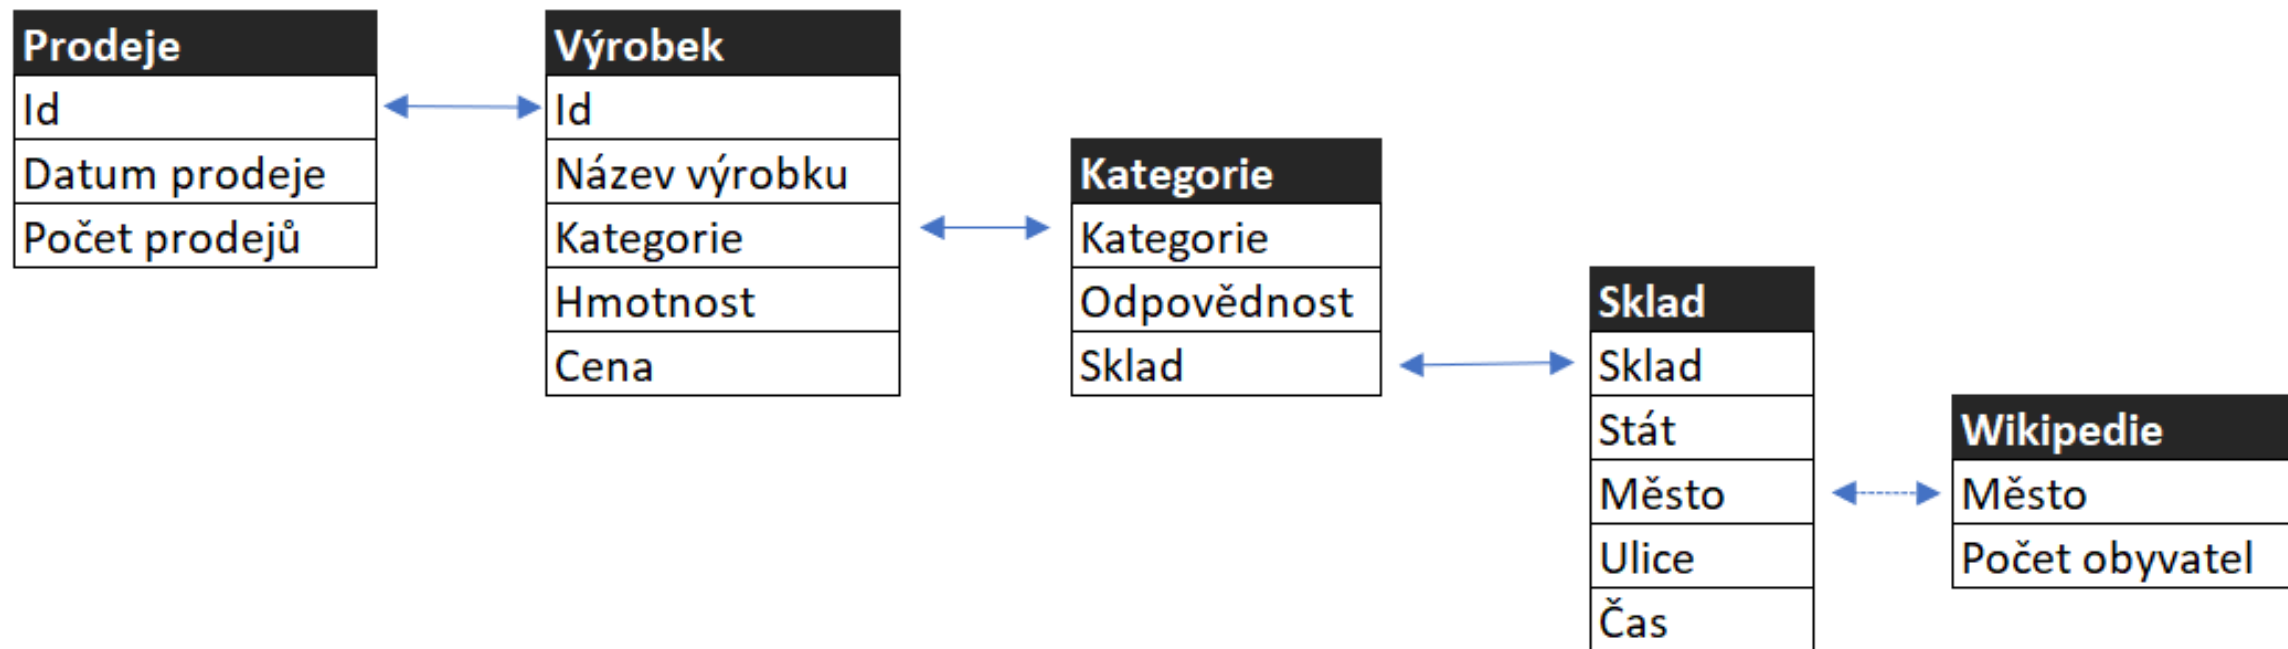 Prodeje
Id
Datum prodeje
Počet prodejů
Výrobek
Id
Název výrobku
Kategorie
Hmotnost
Cena
Kategorie
Kategorie
Odpovědnost
Sklad
Sklad
Sklad
Stát
Město
Ulice
Čas
Wikipedie
Město
Počet obyvatel